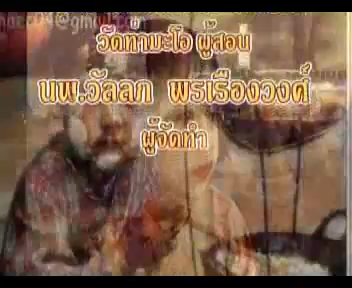 วัดท่ามะโอ ผู้สอน
นพ.วัลลภ พรเรืองวงศ์
ผู้จัดทำ